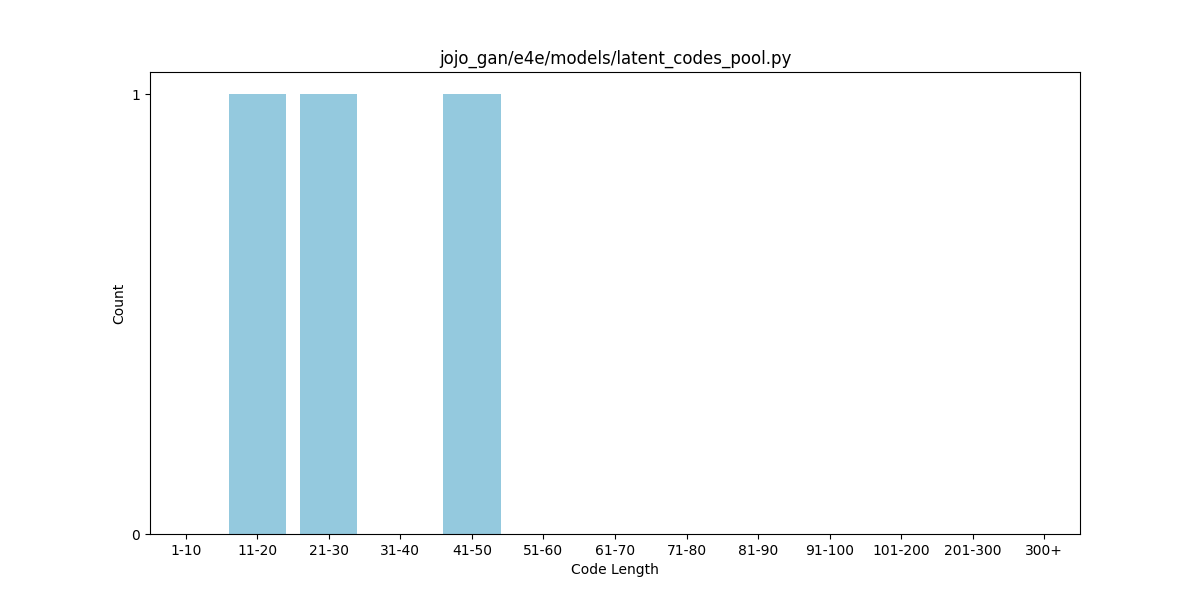 jojo_gan/e4e/models/latent_codes_pool.py
1
Count
0
1-10 11-20 21-30 31-40 41-50 51-60 61-70 71-80 81-90 91-100 101-200 201-300 300+
Code Length